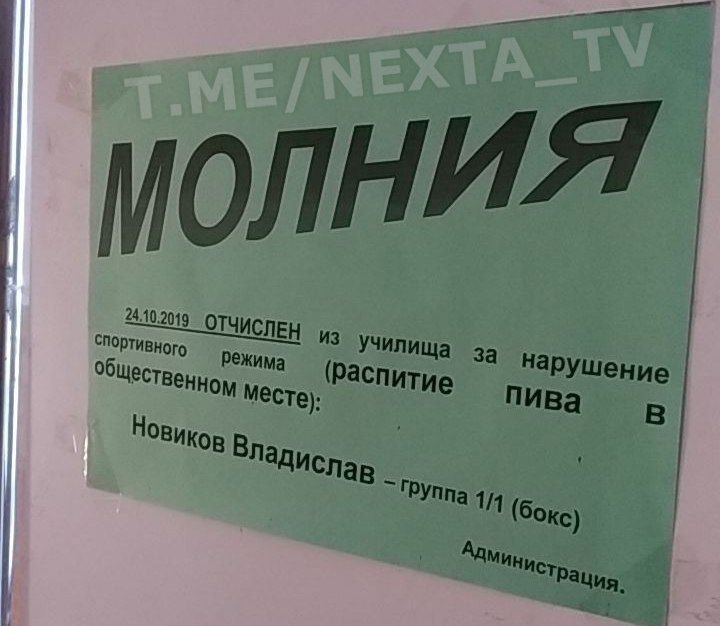 T.ME/NEXTA_TV
МОЛНИЯ
24.10.2019 ОТЧИСЛЕН из училища за нарушение
спортивного режима (распитие пива в
общественном месте):
Новиков Владислав – группа 1/1 (бокс)
Администрация.